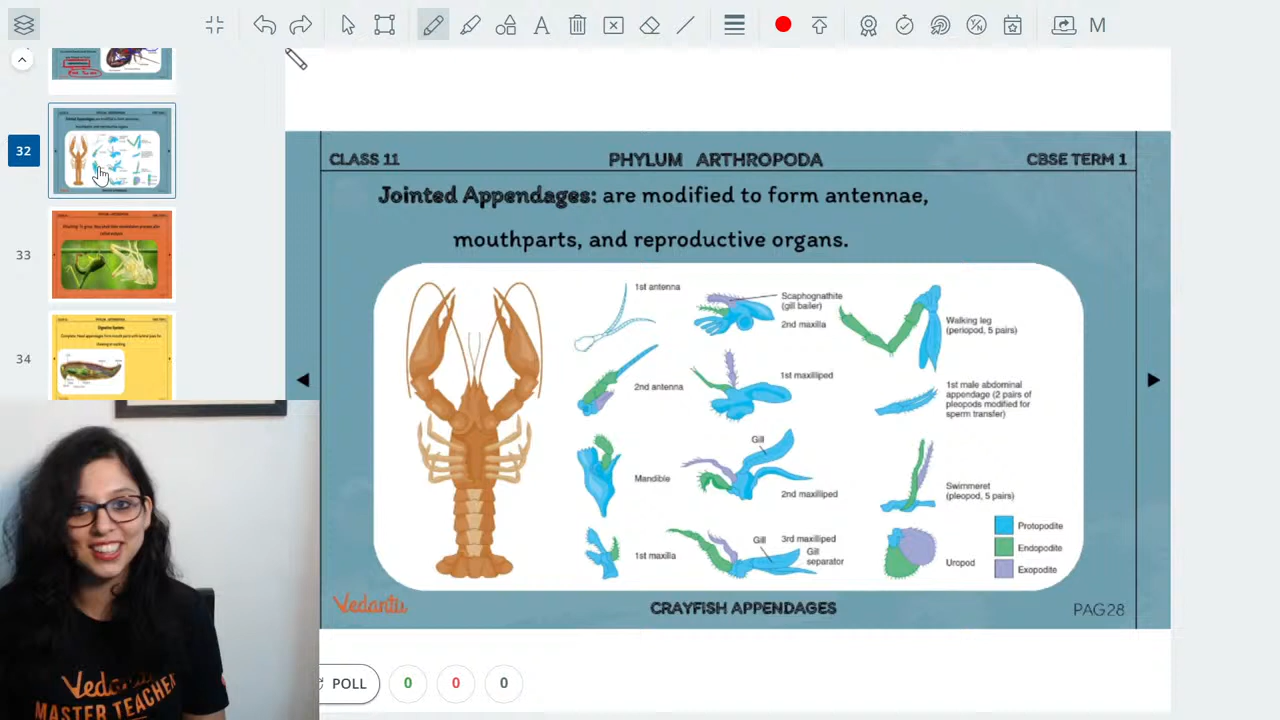 M
32
33
34
CLASS 11
PHYLUM ARTHROPODA
CBSE TERM 1
Jointed Appendages: are modified to form antennae,
mouthparts, and reproductive organs.
1st antenna
2nd antenna
Mandible
1st maxilla
Scaphognathite
(gill bailer)
2nd maxilla
1st maxilliped
Gill
2nd maxilliped
Gill
3rd maxiliped
Gill
separator
Walking leg
(periopod, 5 pairs)
1st male abdominal
appendage (2 pairs of
pleopods modified for
sperm transfer)
Swimmeret
(pleopod, 5 pairs)
Uropod
Protopodite
Endopodite
Exopodite
Vedantu
CRAYFISH APPENDAGES
PAG28
POLL
0
0
0
Vedantu
MASTER TEACHER